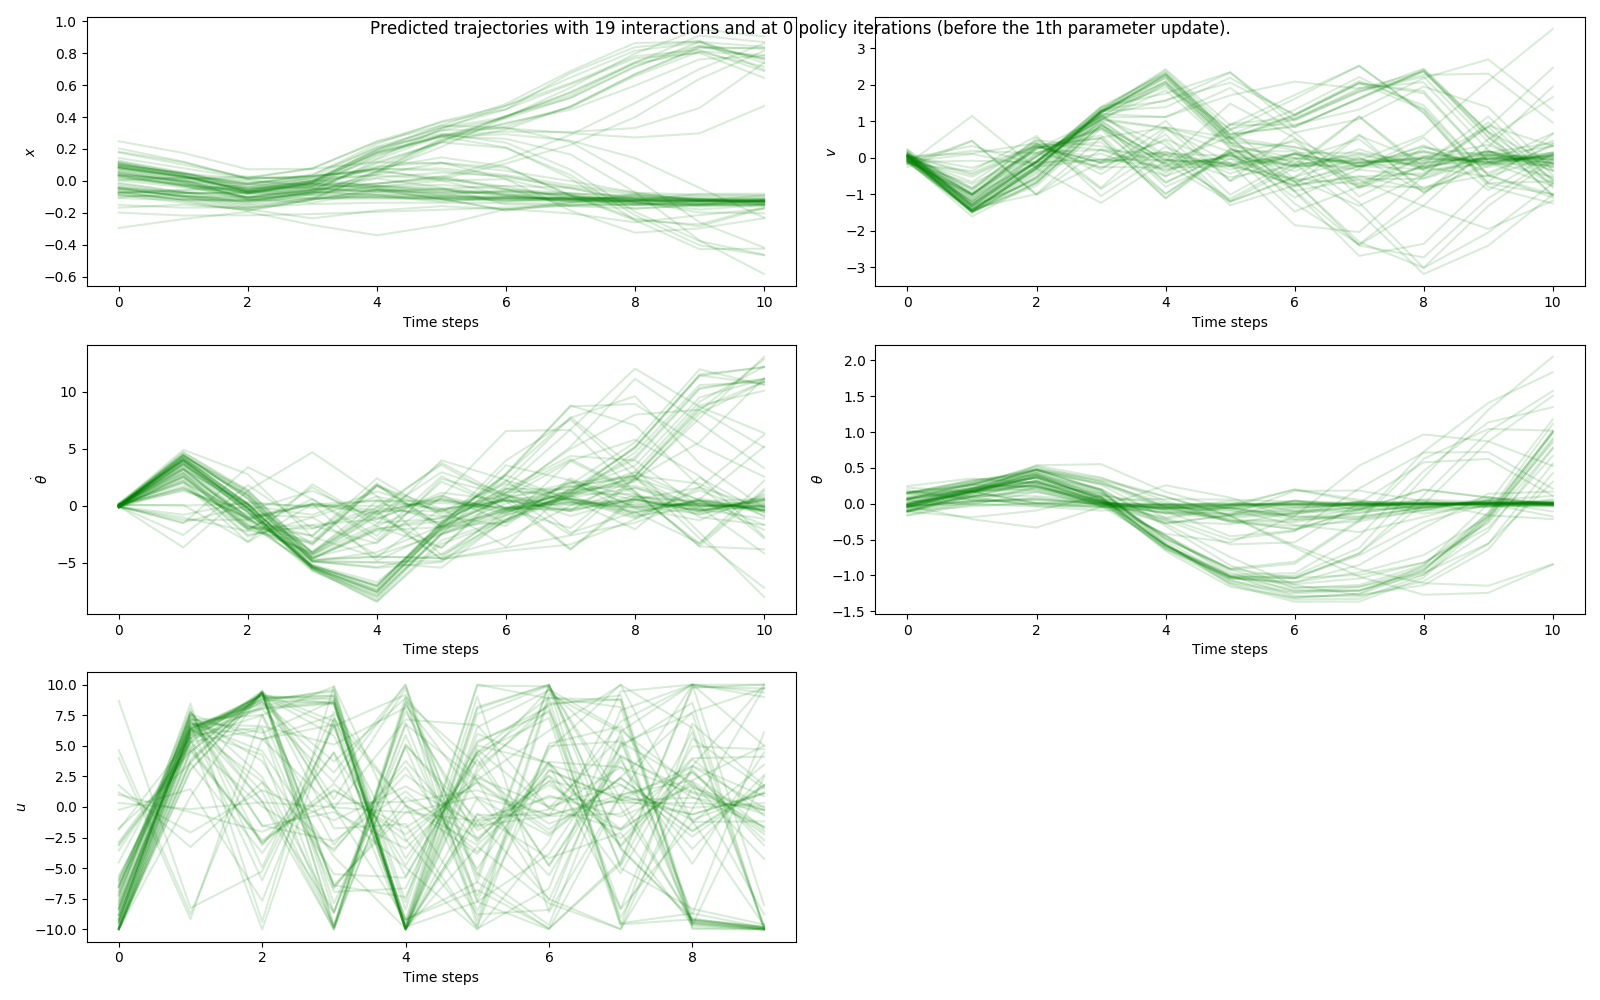 Predicted trajectories with 19 interactions and at 0 policy iterations (before the 1th parameter update).
1.0
0.8
0.6
0.4
0.2
0.0
−0.2
−0.4
−0.6
x
0 2 4 6 8 10
Time steps
3
2
1
0
−1
−2
−3
v
0 2 4 6 8 10
Time steps
10
5
0
−5
θ̇
0 2 4 6 8 10
Time steps
2.0
1.5
1.0
0.5
0.0
−0.5
−1.0
−1.5
θ
0 2 4 6 8 10
Time steps
10.0
7.5
5.0
2.5
0.0
−2.5
−5.0
−7.5
−10.0
u
0 2 4 6 8
Time steps